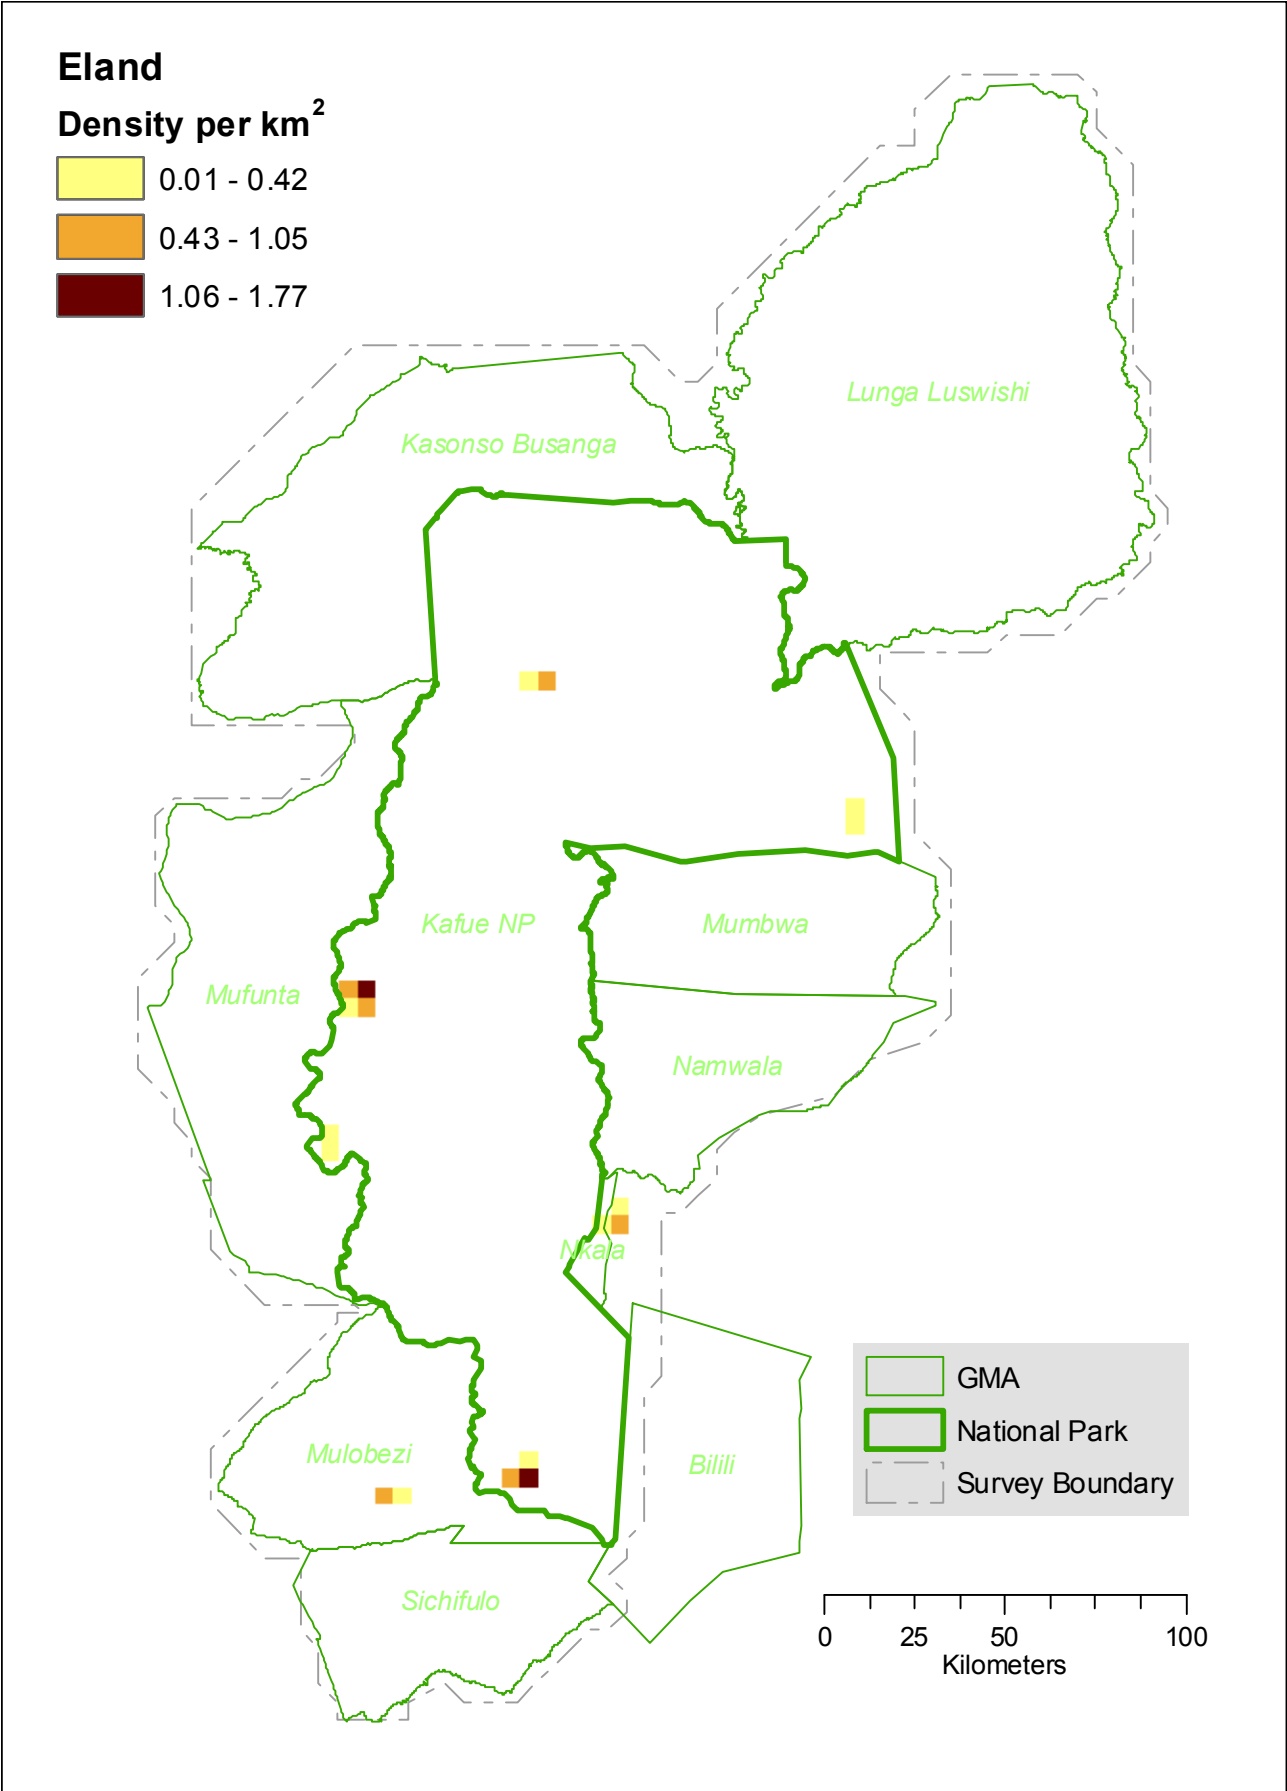 Eland
Density per km2
0.01 - 0.42
0.43 - 1.05
1.06 - 1.77
Lunga Luswishi
Kasonso Busanga
Kafue NP
Mumbwa
Mufunta
Namwala
Nkala
GMA
National Park
Survey Boundary
Mulobezi
Bilili
Sichifulo
0 25 50 100
Kilometers